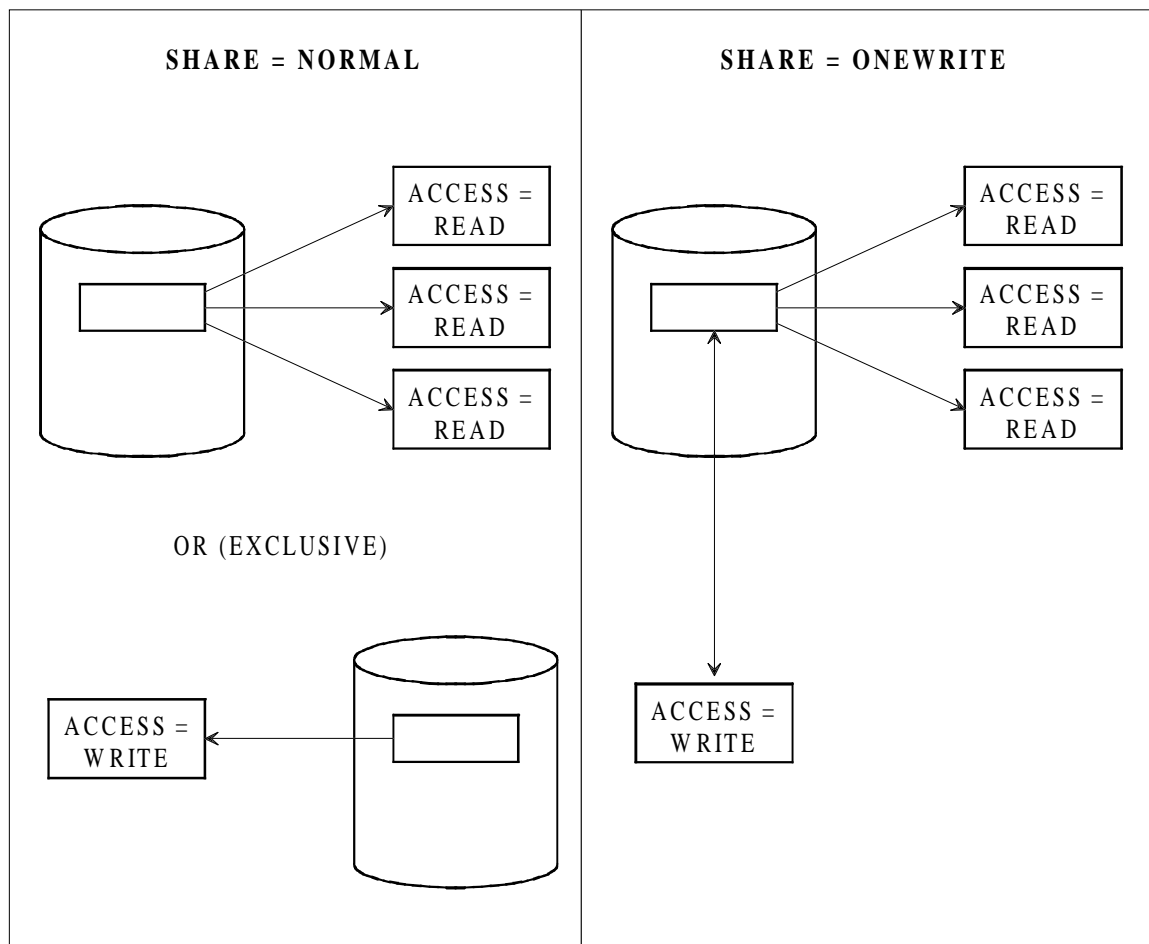 SHARE = NORMAL
ACCESS =
READ
ACCESS =
READ
ACCESS =
READ
OR (EXCLUSIVE)
ACCESS =
WRITE
SHARE = ONEWRITE
ACCESS =
READ
ACCESS =
READ
ACCESS =
READ
ACCESS =
WRITE